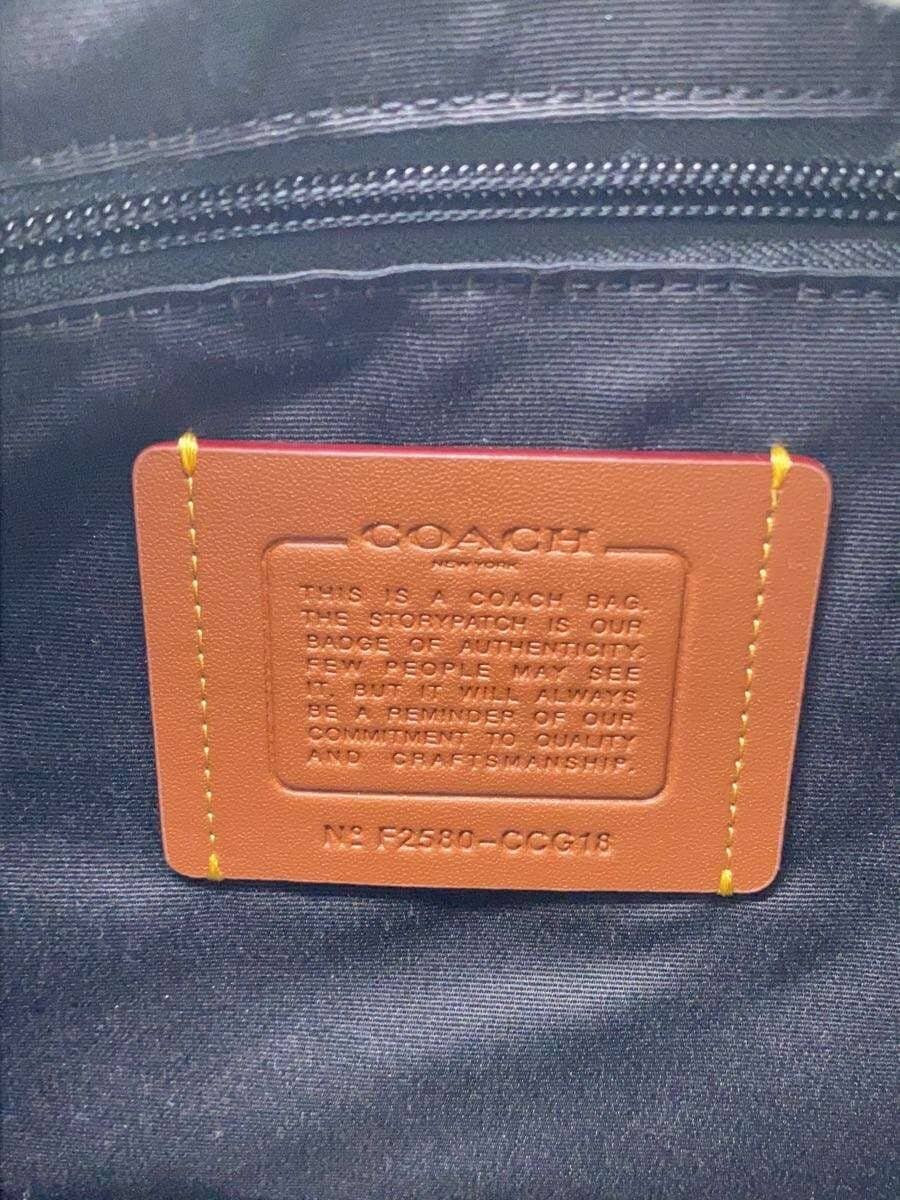 COACH
NEW YORK
THIS IS A COACH BAG.
THE STORYPATCH IS OUR
BADGE OF AUTHENTICITY.
FEW PEOPLE MAY SEE
IT, BUT IT WILL ALWAYS
BE A REMINDER OF OUR
COMMITMENT TO QUALITY
AND CRAFTSMANSHIP.
Nº F2580-CCG18